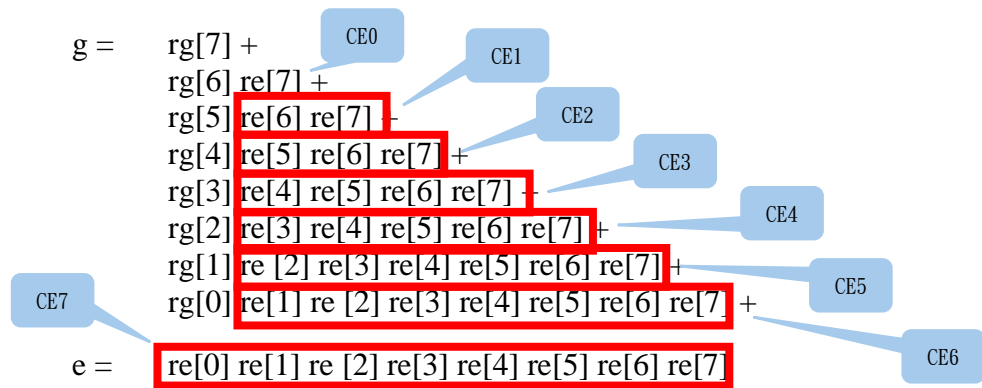 g = rg[7] +
CE0
CE1
rg[6] re[7] +
rg[5] re[6] re[7] +
CE2
rg[4] re[5] re[6] re[7] +
CE3
rg[3] re[4] re[5] re[6] re[7] +
CE4
rg[2] re[3] re[4] re[5] re[6] re[7] +
rg[1] re [2] re[3] re[4] re[5] re[6] re[7] +
CE5
CE7
rg[0] re[1] re [2] re[3] re[4] re[5] re[6] re[7] +
CE6
e = re[0] re[1] re [2] re[3] re[4] re[5] re[6] re[7]